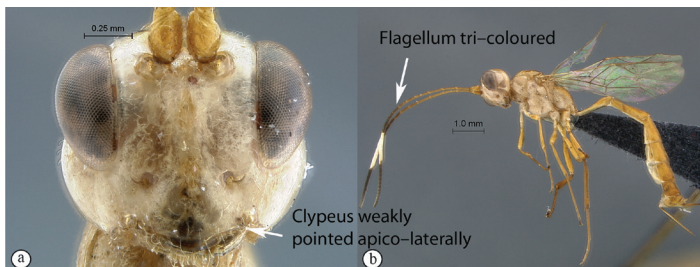 0.25 mm
Flagellum tri–coloured
1.0 mm
Clypeus weakly
pointed apico–laterally
a
b